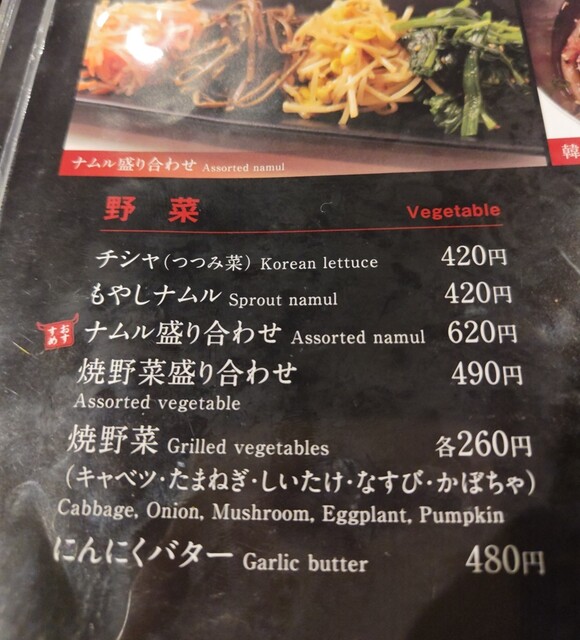 ナムル盛り合わせ Assorted namul
韓
野 菜 Vegetable
チシャ(つつみ菜) Korean lettuce 420円
もやしナムル Sprout namul 420円
おすすめ ナムル盛り合わせ Assorted namul 620円
焼野菜盛り合わせ 490円
Assorted vegetable
焼野菜 Grilled vegetables 各260円
(キャベツ・たまねぎ・しいたけ・なすび・かぼちゃ)
Cabbage, Onion, Mushroom, Eggplant, Pumpkin
にんにくバター Garlic butter 480円